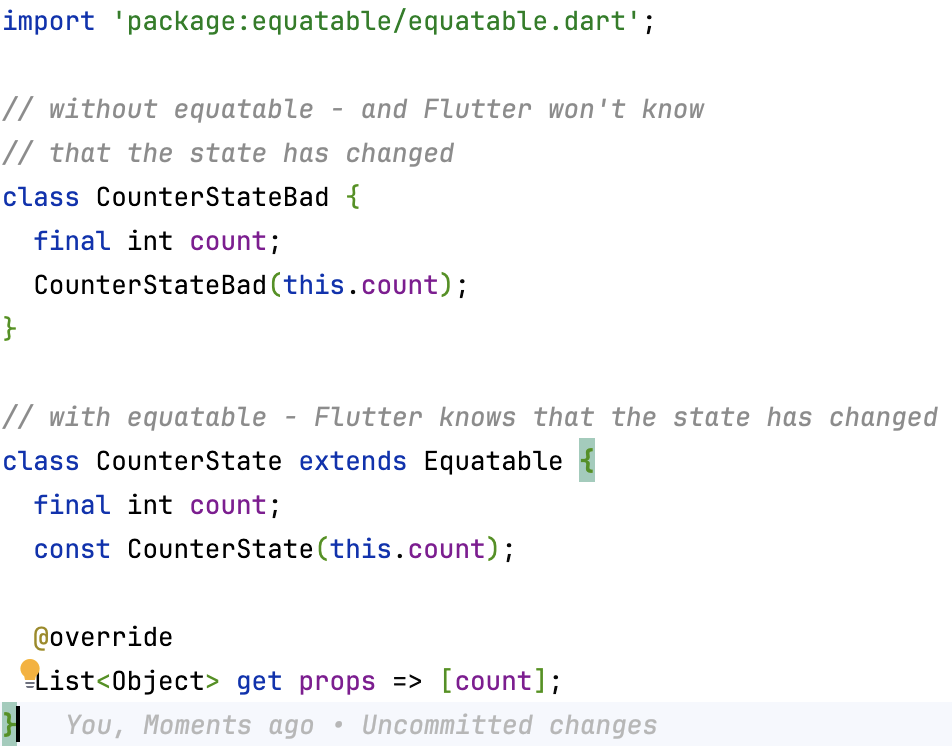 import 'package:equatable/equatable.dart';
// without equatable - and Flutter won't know
// that the state has changed
class CounterStateBad {
  final int count;
  CounterStateBad(this.count);
}
// with equatable - Flutter knows that the state has changed
class CounterState extends Equatable {
  final int count;
  const CounterState(this.count);
  @override
  List<Object> get props => [count];
}   You, Moments ago • Uncommitted changes